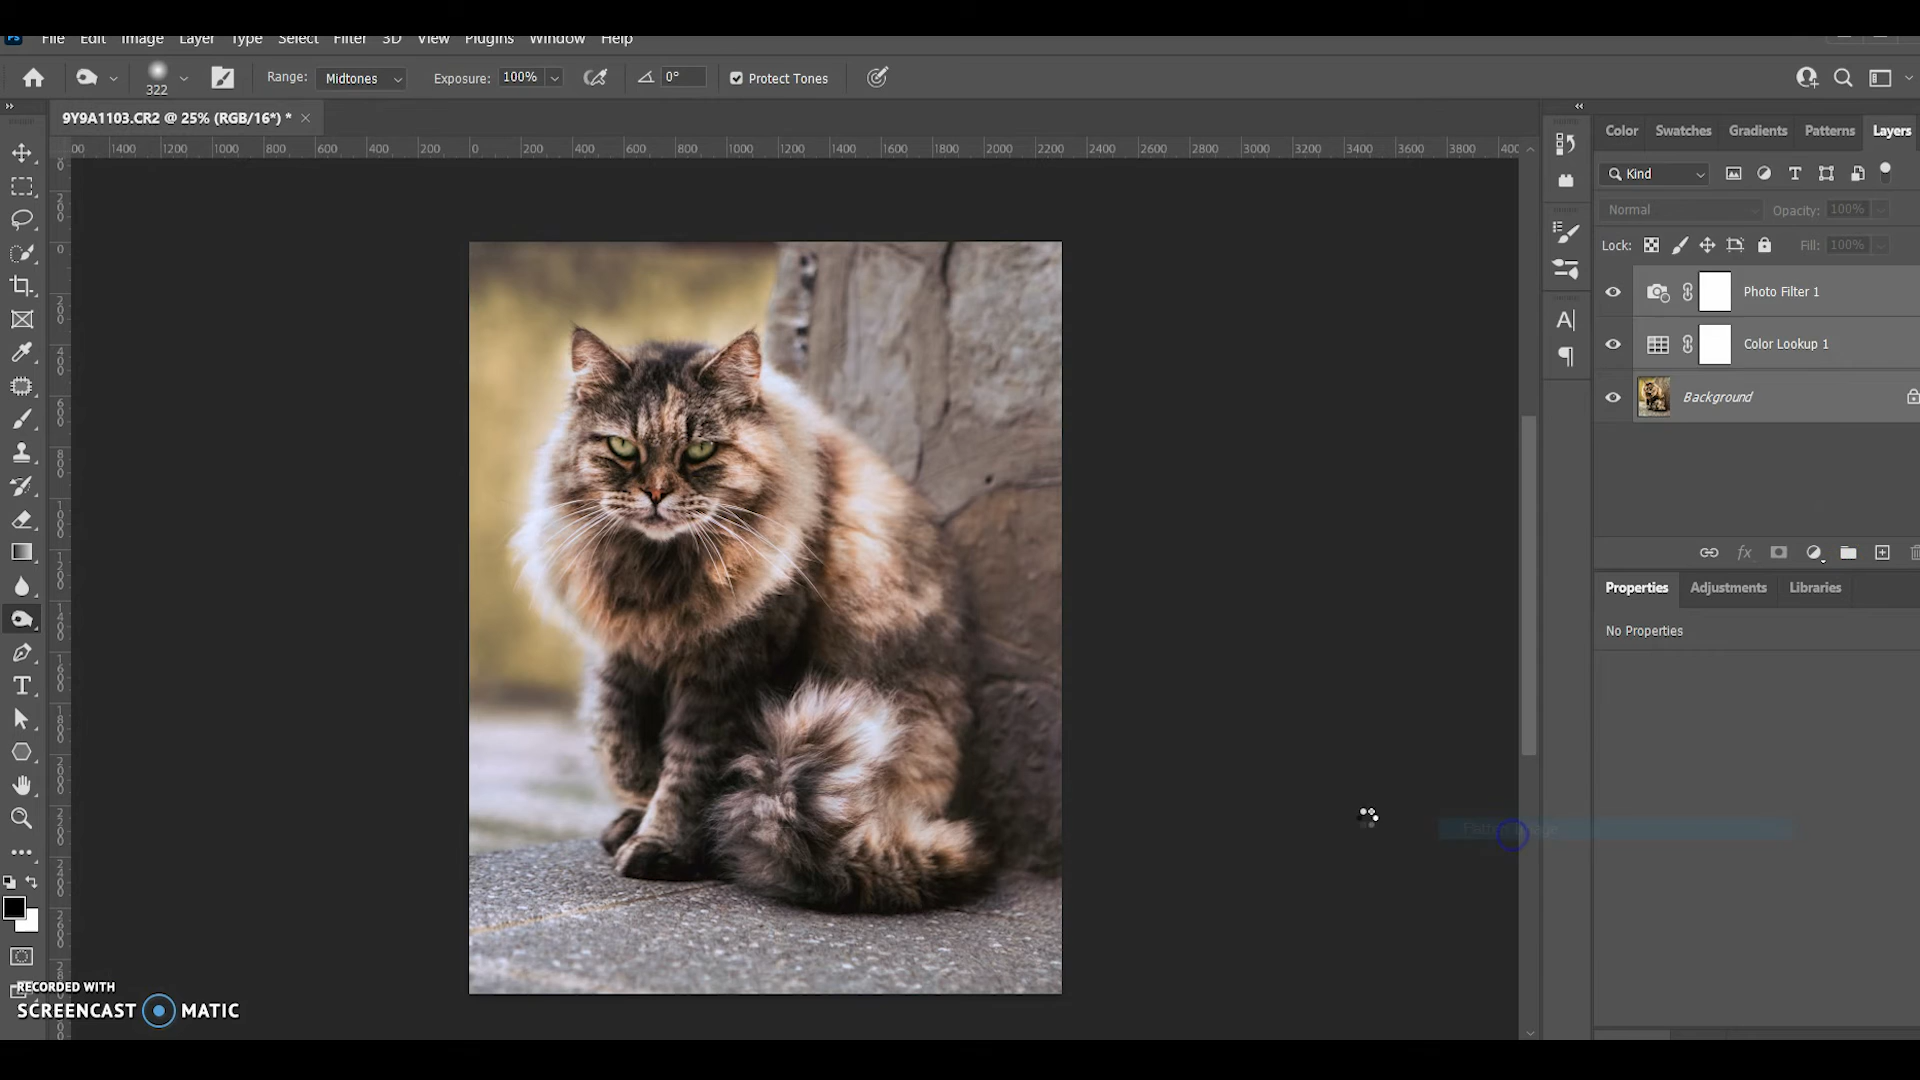 Ps File Edit Image Layer Type Select Filter 3D View Plugins Window Help
322 Range: Midtones Exposure: 100% 0° Protect Tones
9Y9A1103.CR2 @ 25% (RGB/16*) * ×
00 1400 1200 1000 800 600 400 200 0 200 400 600 800 1000 1200 1400 1600 1800 2000 2200 2400 2600 2800 3000 3200 3400 3600 3800 400
Color Swatches Gradients Patterns Layers
Kind
Normal Opacity: 100%
Lock: Fill: 100%
Photo Filter 1
Color Lookup 1
Background
fx
Properties Adjustments Libraries
No Properties
RECORDED WITH
SCREENCAST MATIC